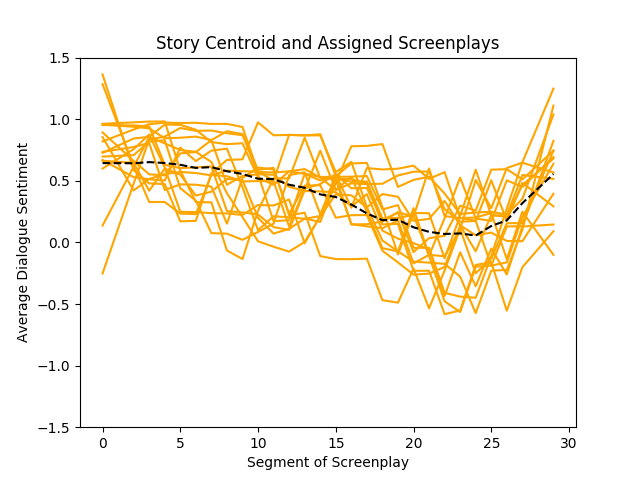 Story Centroid and Assigned Screenplays
1.5
1.0
0.5
0.0
−0.5
−1.0
−1.5
Average Dialogue Sentiment
0 5 10 15 20 25 30
Segment of Screenplay